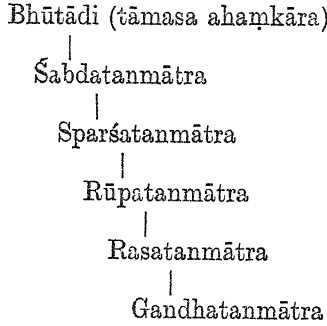 Bhūtādi (tāmasa ahaṃkāra)
Śabdatanmātra
Sparśatanmātra
Rūpatanmātra
Rasatanmātra
Gandhatanmātra